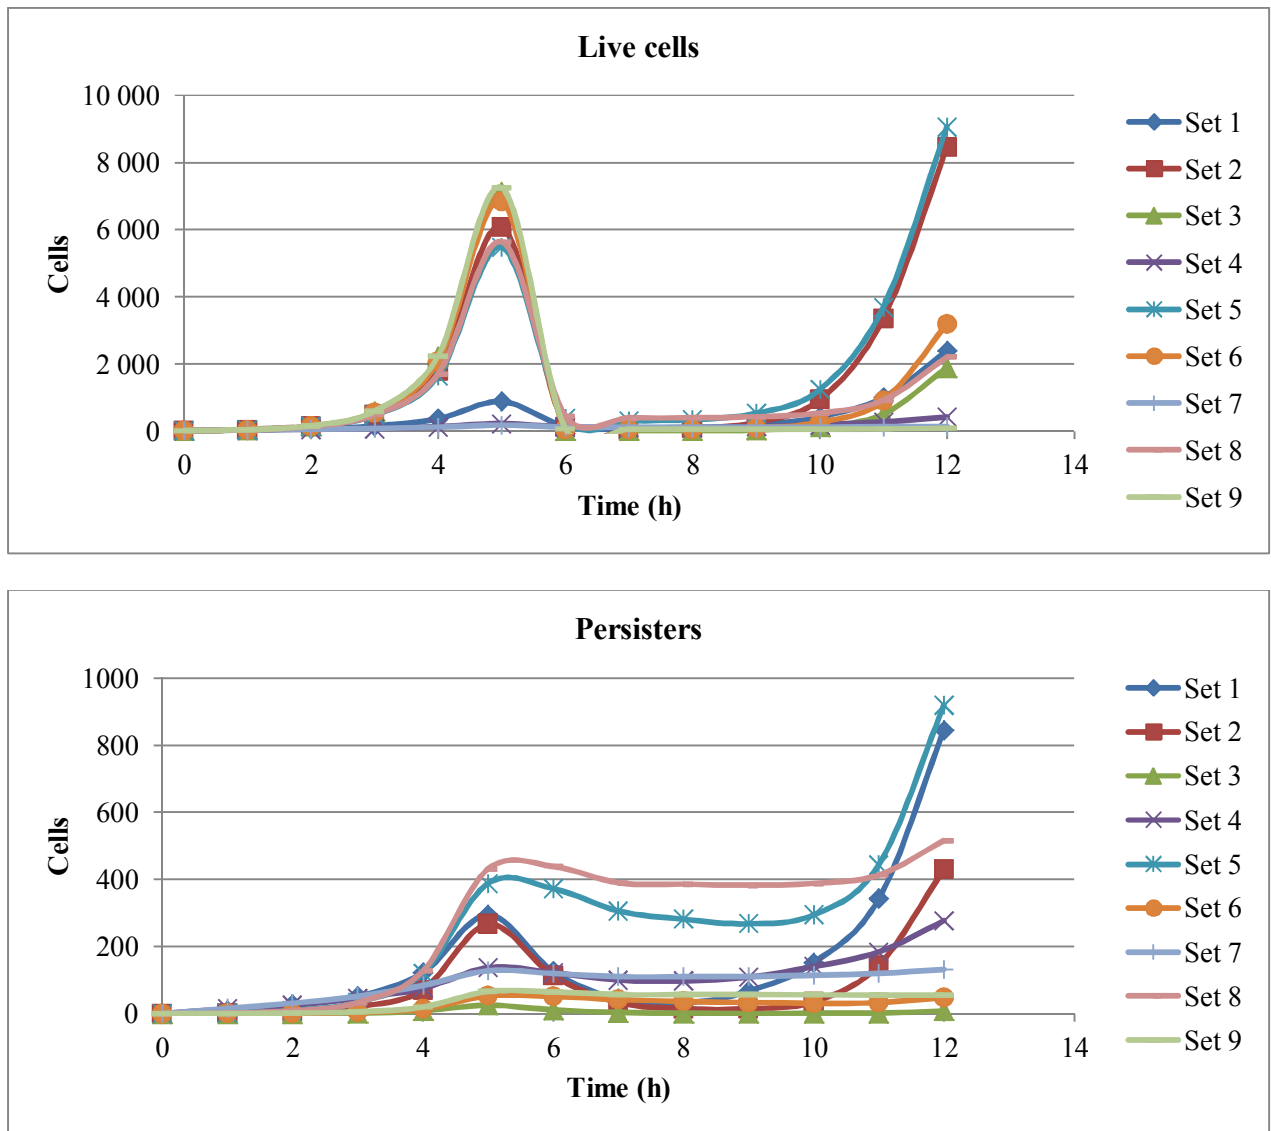 Live cells
10 000
8 000
6 000
4 000
2 000
0
Cells
0 2 4 6 8 10 12 14
Time (h)
Set 1
Set 2
Set 3
Set 4
Set 5
Set 6
Set 7
Set 8
Set 9
Persisters
1000
800
600
400
200
0
Cells
0 2 4 6 8 10 12 14
Time (h)
Set 1
Set 2
Set 3
Set 4
Set 5
Set 6
Set 7
Set 8
Set 9